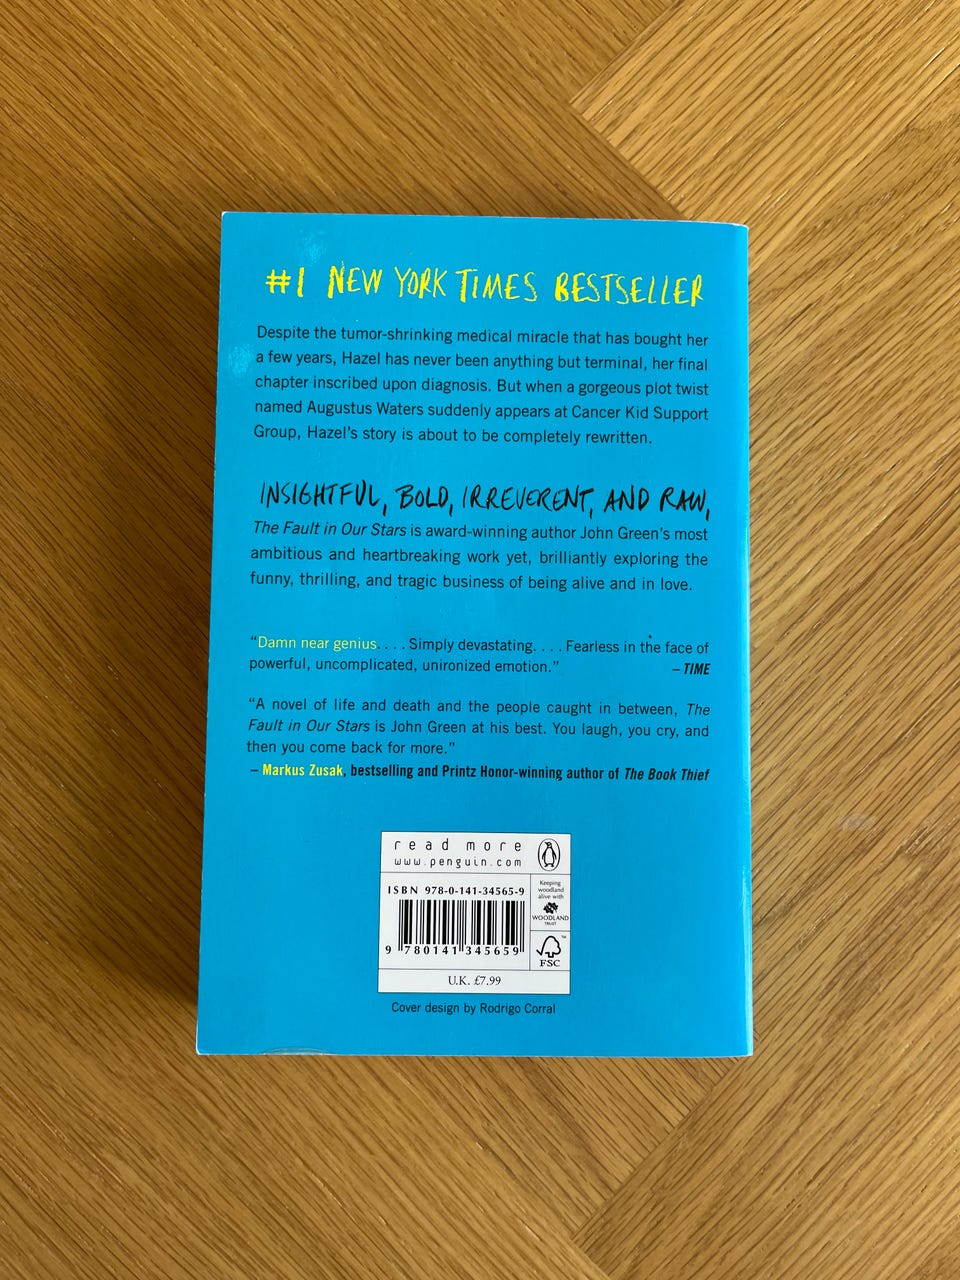 #1 NEW YORK TIMES BESTSELLER
Despite the tumor-shrinking medical miracle that has bought her
a few years, Hazel has never been anything but terminal, her final
chapter inscribed upon diagnosis. But when a gorgeous plot twist
named Augustus Waters suddenly appears at Cancer Kid Support
Group, Hazel's story is about to be completely rewritten.
INSIGHTFUL, BOLD, IRREVERENT, AND RAW,
The Fault in Our Stars is award-winning author John Green's most
ambitious and heartbreaking work yet, brilliantly exploring the
funny, thrilling, and tragic business of being alive and in love.
“Damn near genius. . . . Simply devastating. . . . Fearless in the face of
powerful, uncomplicated, unironized emotion.” – TIME
“A novel of life and death and the people caught in between, The
Fault in Our Stars is John Green at his best. You laugh, you cry, and
then you come back for more.”
– Markus Zusak, bestselling and Printz Honor-winning author of The Book Thief
read more
www.penguin.com
ISBN 978-0-141-34565-9
9 780141 345659
Keeping
woodland
alive with
WOODLAND
TRUST
FSC
™
U.K. £7.99
Cover design by Rodrigo Corral